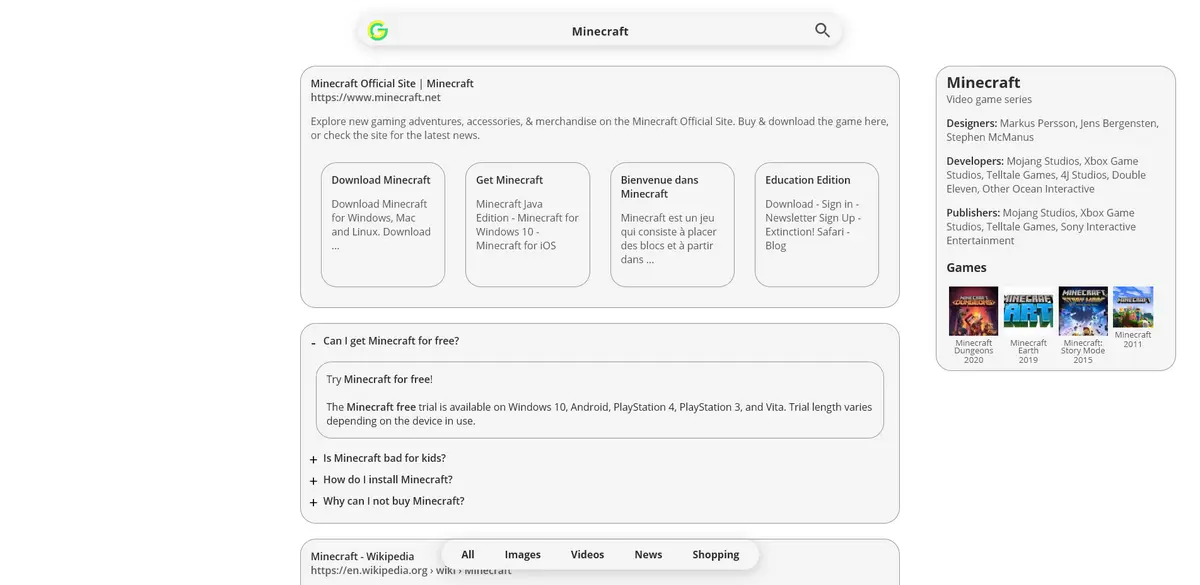 Minecraft
Minecraft Official Site | Minecraft
https://www.minecraft.net
Explore new gaming adventures, accessories, & merchandise on the Minecraft Official Site. Buy & download the game here,
or check the site for the latest news.
Download Minecraft
Download Minecraft
for Windows, Mac
and Linux. Download
...
Get Minecraft
Minecraft Java
Edition - Minecraft for
Windows 10 -
Minecraft for iOS
Bienvenue dans
Minecraft
Minecraft est un jeu
qui consiste à placer
des blocs et à partir
dans ...
Education Edition
Download - Sign in -
Newsletter Sign Up -
Extinction! Safari -
Blog
- Can I get Minecraft for free?
Try Minecraft for free!
The Minecraft free trial is available on Windows 10, Android, PlayStation 4, PlayStation 3, and Vita. Trial length varies
depending on the device in use.
+ Is Minecraft bad for kids?
+ How do I install Minecraft?
+ Why can I not buy Minecraft?
Minecraft - Wikipedia
https://en.wikipedia.org › wiki › Minecraft
All Images Videos News Shopping
Minecraft
Video game series
Designers: Markus Persson, Jens Bergensten,
Stephen McManus
Developers: Mojang Studios, Xbox Game
Studios, Telltale Games, 4J Studios, Double
Eleven, Other Ocean Interactive
Publishers: Mojang Studios, Xbox Game
Studios, Telltale Games, Sony Interactive
Entertainment
Games
MINECRAFT
DUNGEONS
Minecraft
Dungeons
2020
MINECRAFT
EARTH
Minecraft
Earth
2019
MINECRAFT
STORY MODE
Minecraft:
Story Mode
2015
MINECRAFT
Minecraft
2011